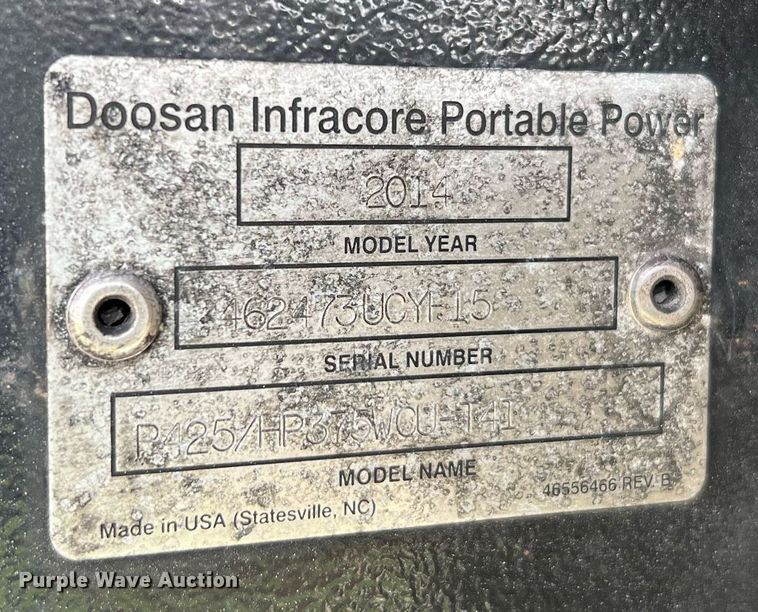 Doosan Infracore Portable Power
2014
MODEL YEAR
462473UCYF15
SERIAL NUMBER
P425/HP375WCU-T4I
MODEL NAME
46556466 REV. B
Made in USA (Statesville, NC)
Purple Wave Auction